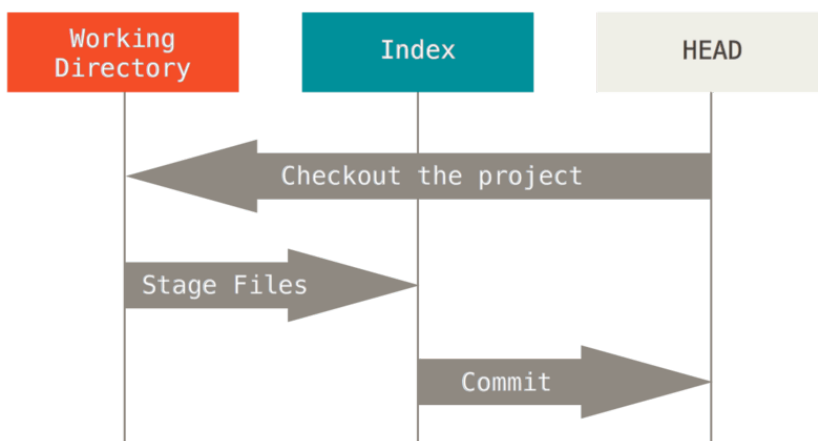 Working
Directory
Index
HEAD
Checkout the project
Stage Files
Commit